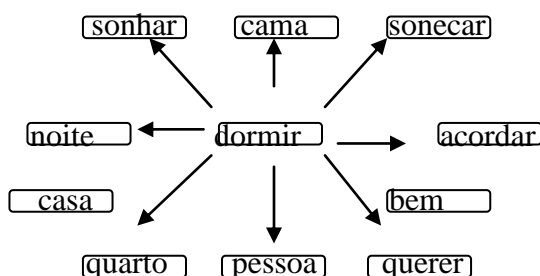 sonhar cama sonecar
noite dormir acordar
casa bem
quarto pessoa querer